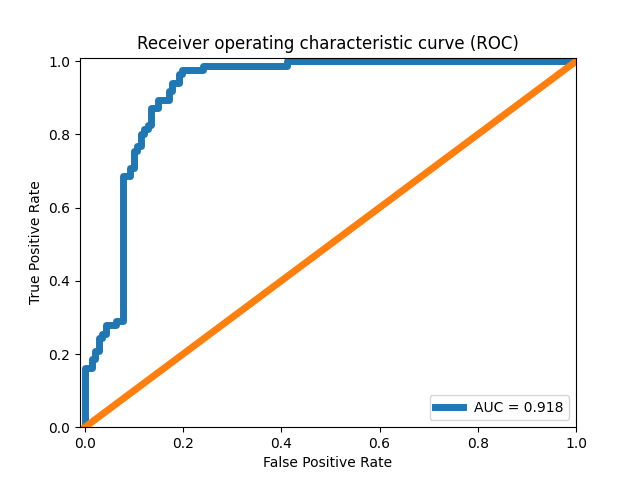 Receiver operating characteristic curve (ROC)
True Positive Rate
1.0
0.8
0.6
0.4
0.2
0.0
AUC = 0.918
0.0 0.2 0.4 0.6 0.8 1.0
False Positive Rate